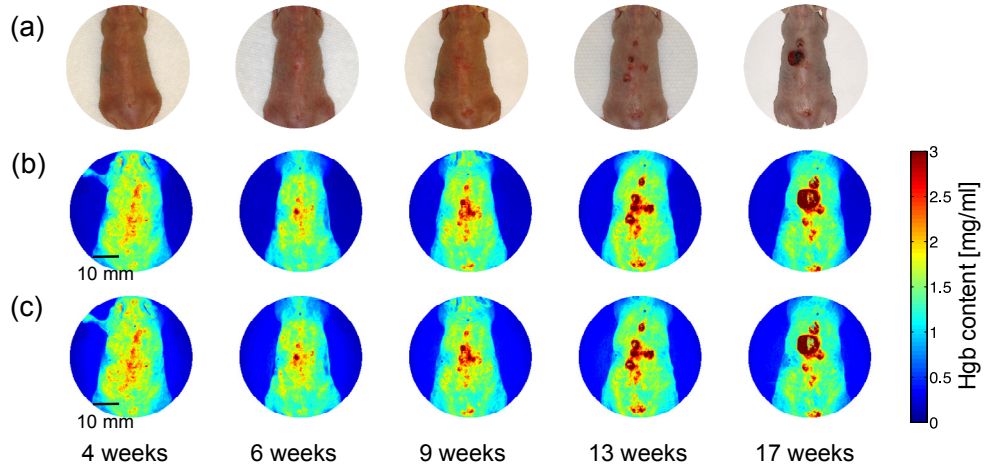 (a)
(b)
10 mm
(c)
10 mm
4 weeks
6 weeks
9 weeks
13 weeks
17 weeks
3
2.5
2
1.5
1
0.5
0
Hgb content [mg/ml]